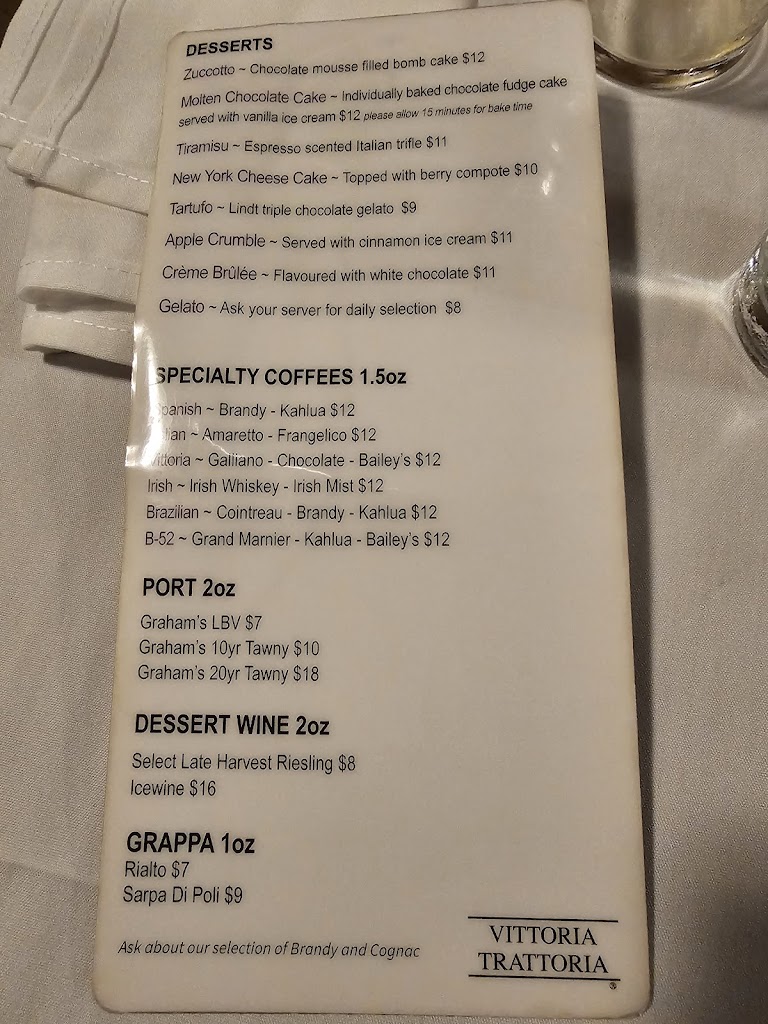 DESSERTS
Zuccotto ~ Chocolate mousse filled bomb cake $12
Molten Chocolate Cake ~ Individually baked chocolate fudge cake
served with vanilla ice cream $12 please allow 15 minutes for bake time
Tiramisu ~ Espresso scented Italian trifle $11
New York Cheese Cake ~ Topped with berry compote $10
Tartufo ~ Lindt triple chocolate gelato $9
Apple Crumble ~ Served with cinnamon ice cream $11
Crème Brûlée ~ Flavoured with white chocolate $11
Gelato ~ Ask your server for daily selection $8
SPECIALTY COFFEES 1.5oz
Spanish ~ Brandy - Kahlua $12
Italian ~ Amaretto - Frangelico $12
Vittoria ~ Galliano - Chocolate - Bailey's $12
Irish ~ Irish Whiskey - Irish Mist $12
Brazilian ~ Cointreau - Brandy - Kahlua $12
B-52 ~ Grand Marnier - Kahlua - Bailey's $12
PORT 2oz
Graham's LBV $7
Graham's 10yr Tawny $10
Graham's 20yr Tawny $18
DESSERT WINE 2oz
Select Late Harvest Riesling $8
Icewine $16
GRAPPA 1oz
Rialto $7
Sarpa Di Poli $9
Ask about our selection of Brandy and Cognac
VITTORIA
TRATTORIA
®